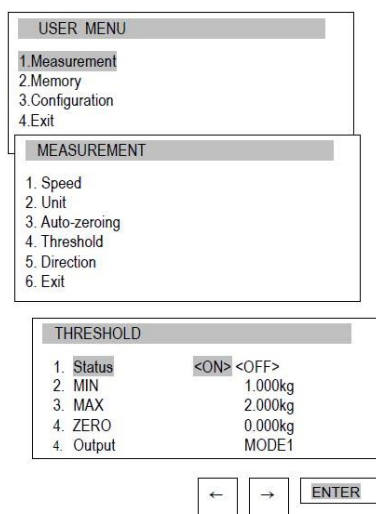 USER MENU
1.Measurement
2.Memory
3.Configuration
4.Exit
MEASUREMENT
1. Speed
2. Unit
3. Auto-zeroing
4. Threshold
5. Direction
6. Exit
THRESHOLD
1. Status <ON> <OFF>
2. MIN 1.000kg
3. MAX 2.000kg
4. ZERO 0.000kg
4. Output MODE1
← → ENTER